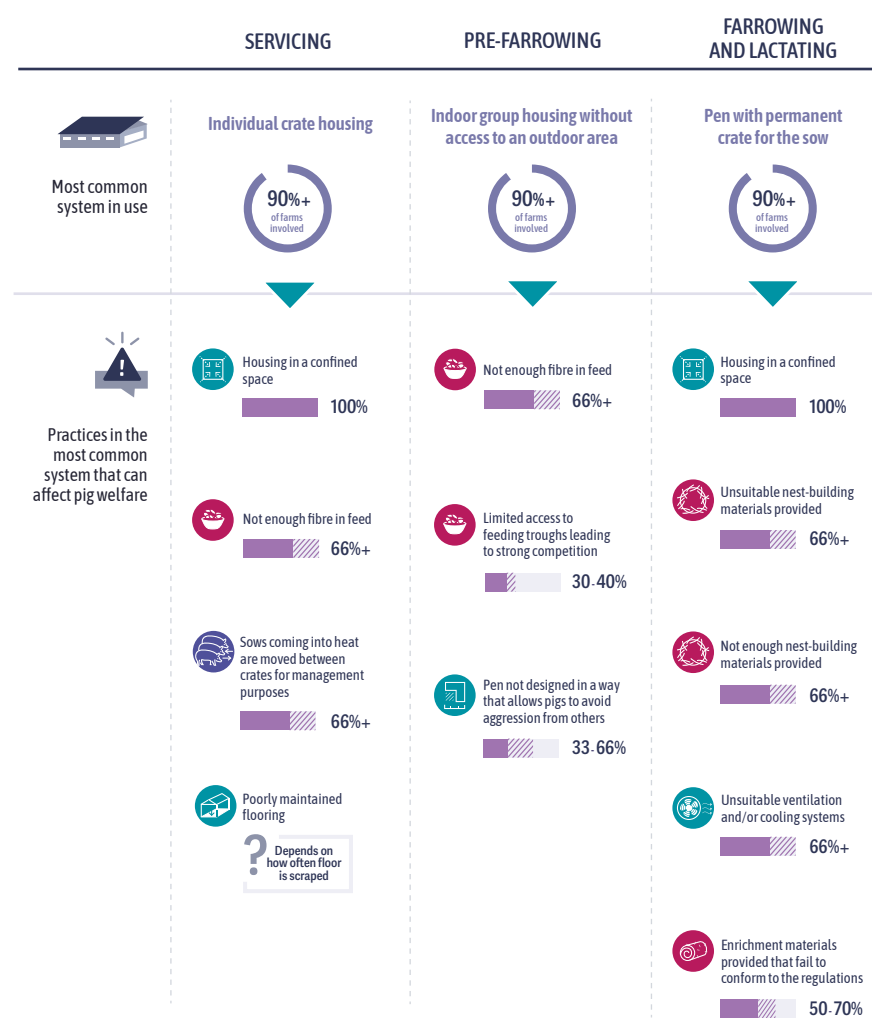 SERVICING
PRE-FARROWING
FARROWING
AND LACTATING
Most common
system in use
Individual crate housing
90%+
of farms
involved
Indoor group housing without
access to an outdoor area
90%+
of farms
involved
Pen with permanent
crate for the sow
90%+
of farms
involved
Practices in the
most common
system that can
affect pig welfare
Housing in a confined
space
100%
Not enough fibre in feed
66%+
Sows coming into heat
are moved between
crates for management
purposes
66%+
Poorly maintained
flooring
?
Depends on
how often floor
is scraped
Not enough fibre in feed
66%+
Limited access to
feeding troughs leading
to strong competition
30-40%
Pen not designed in a way
that allows pigs to avoid
aggression from others
33-66%
Housing in a confined
space
100%
Unsuitable nest-building
materials provided
66%+
Not enough nest-building
materials provided
66%+
Unsuitable ventilation
and/or cooling systems
66%+
Enrichment materials
provided that fail to
conform to the regulations
50-70%